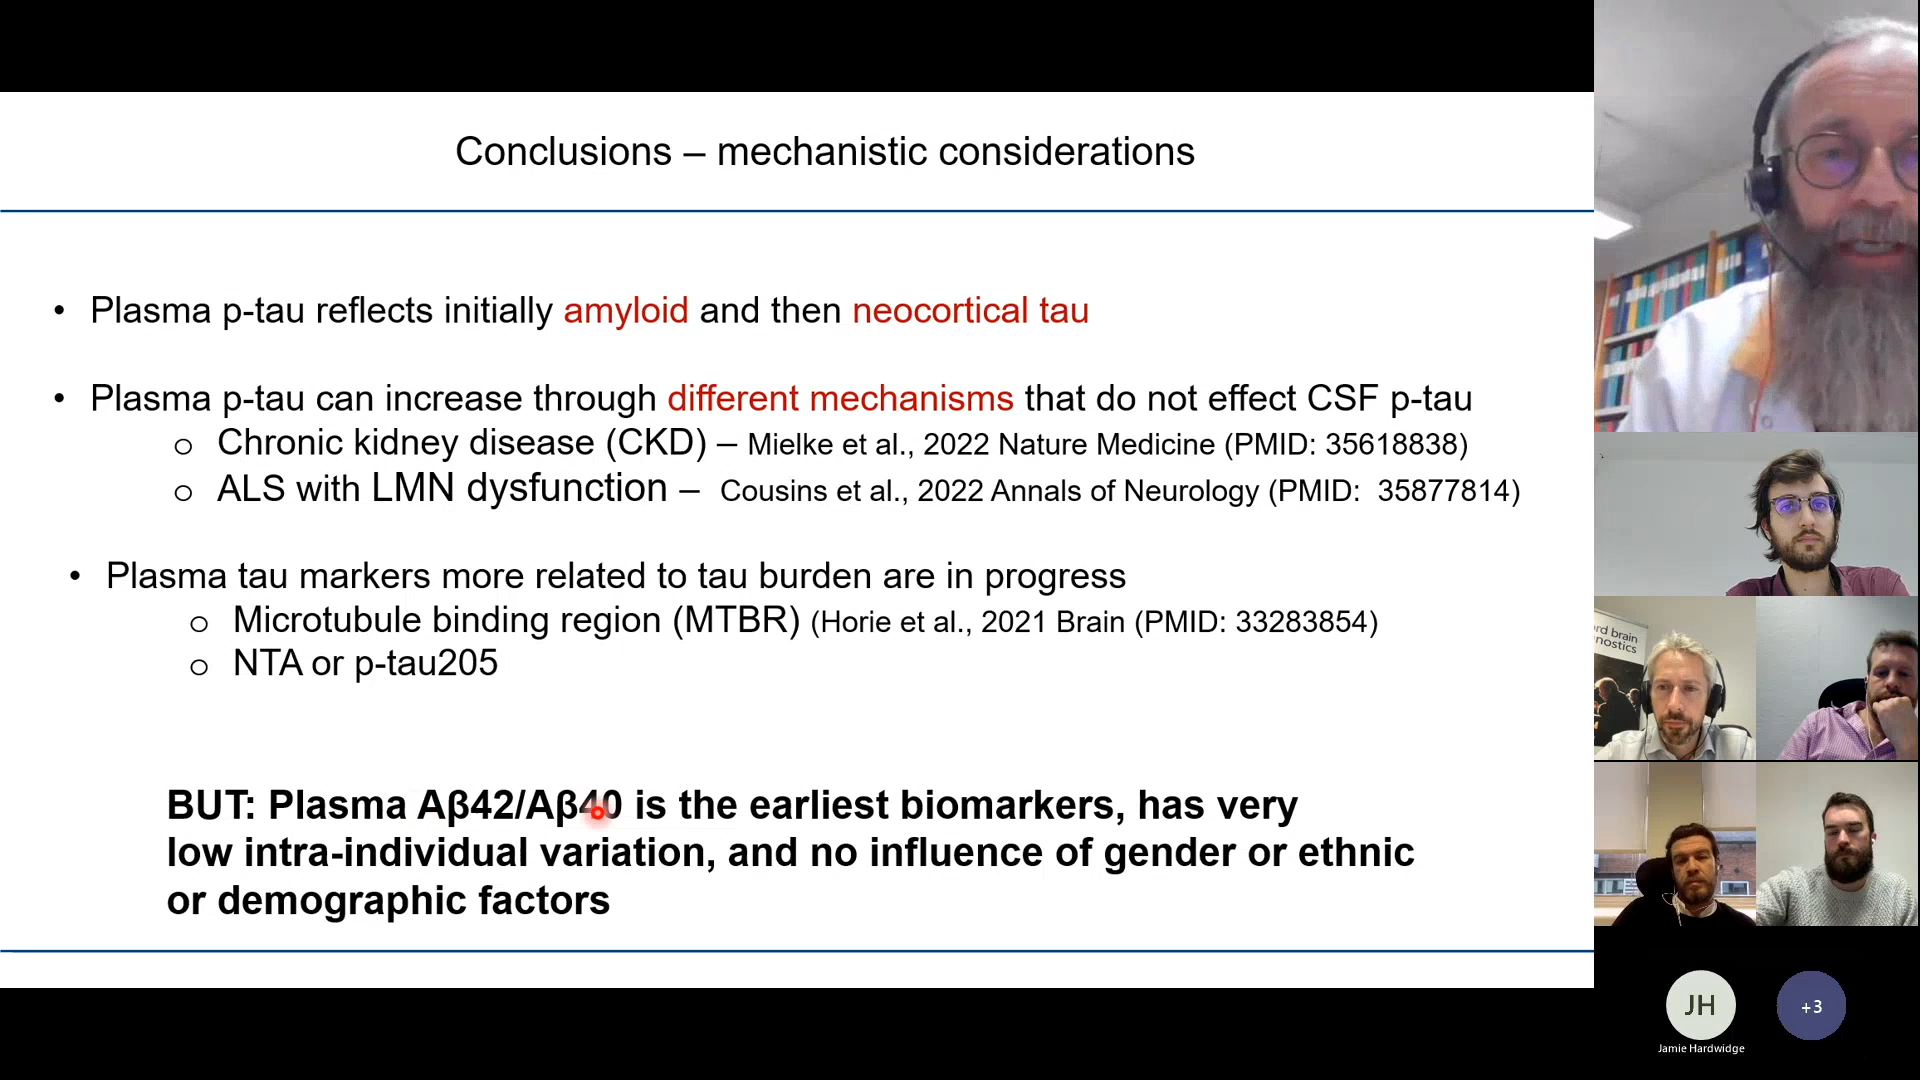 Conclusions – mechanistic considerations
• Plasma p-tau reflects initially amyloid and then neocortical tau
• Plasma p-tau can increase through different mechanisms that do not effect CSF p-tau
o Chronic kidney disease (CKD) – Mielke et al., 2022 Nature Medicine (PMID: 35618838)
o ALS with LMN dysfunction – Cousins et al., 2022 Annals of Neurology (PMID: 35877814)
• Plasma tau markers more related to tau burden are in progress
o Microtubule binding region (MTBR) (Horie et al., 2021 Brain (PMID: 33283854)
o NTA or p-tau205
BUT: Plasma Aβ42/Aβ40 is the earliest biomarkers, has very
low intra-individual variation, and no influence of gender or ethnic
or demographic factors
rd brain
nostics
JH
+3
Jamie Hardwidge